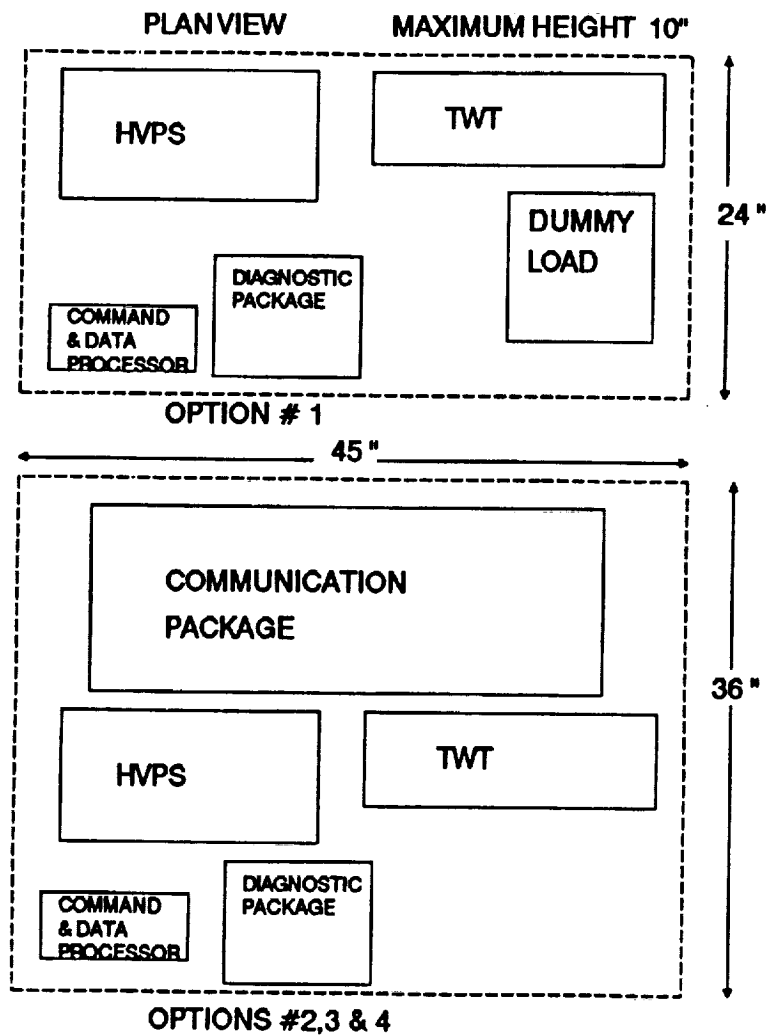 PLAN VIEW MAXIMUM HEIGHT 10"
HVPS
TWT
24 "
DUMMY
LOAD
DIAGNOSTIC
PACKAGE
COMMAND
& DATA
PROCESSOR
OPTION # 1
45 "
COMMUNICATION
PACKAGE
36 "
HVPS
TWT
DIAGNOSTIC
PACKAGE
COMMAND
& DATA
PROCESSOR
OPTIONS #2,3 & 4